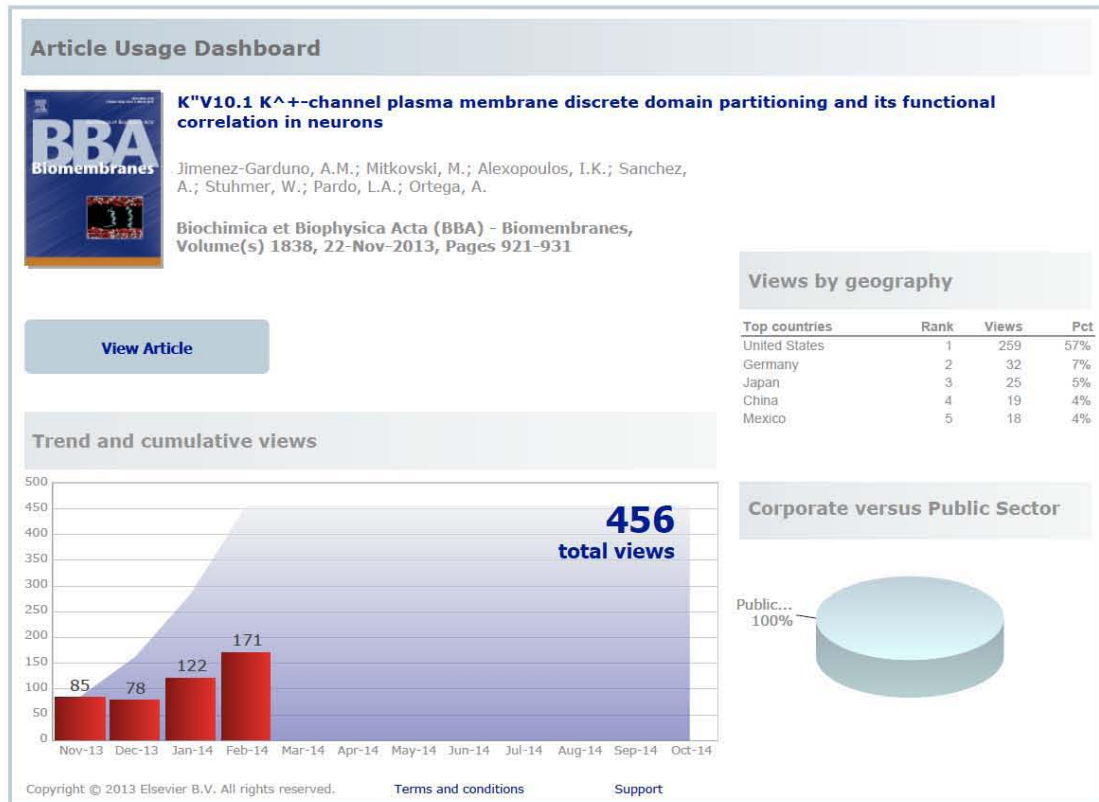 Article Usage Dashboard
BBA
Biomembranes
K"V10.1 K^+-channel plasma membrane discrete domain partitioning and its functional
correlation in neurons
Jimenez-Garduno, A.M.; Mitkovski, M.; Alexopoulos, I.K.; Sanchez,
A.; Stuhmer, W.; Pardo, L.A.; Ortega, A.
Biochimica et Biophysica Acta (BBA) - Biomembranes,
Volume(s) 1838, 22-Nov-2013, Pages 921-931
View Article
Views by geography
Top countries Rank Views Pct
United States 1 259 57%
Germany 2 32 7%
Japan 3 25 5%
China 4 19 4%
Mexico 5 18 4%
Trend and cumulative views
500
450
400
350
300
250
200
150
100
50
0
456
total views
85
78
122
171
Nov-13 Dec-13 Jan-14 Feb-14 Mar-14 Apr-14 May-14 Jun-14 Jul-14 Aug-14 Sep-14 Oct-14
Corporate versus Public Sector
Public...
100%
Copyright © 2013 Elsevier B.V. All rights reserved. Terms and conditions Support